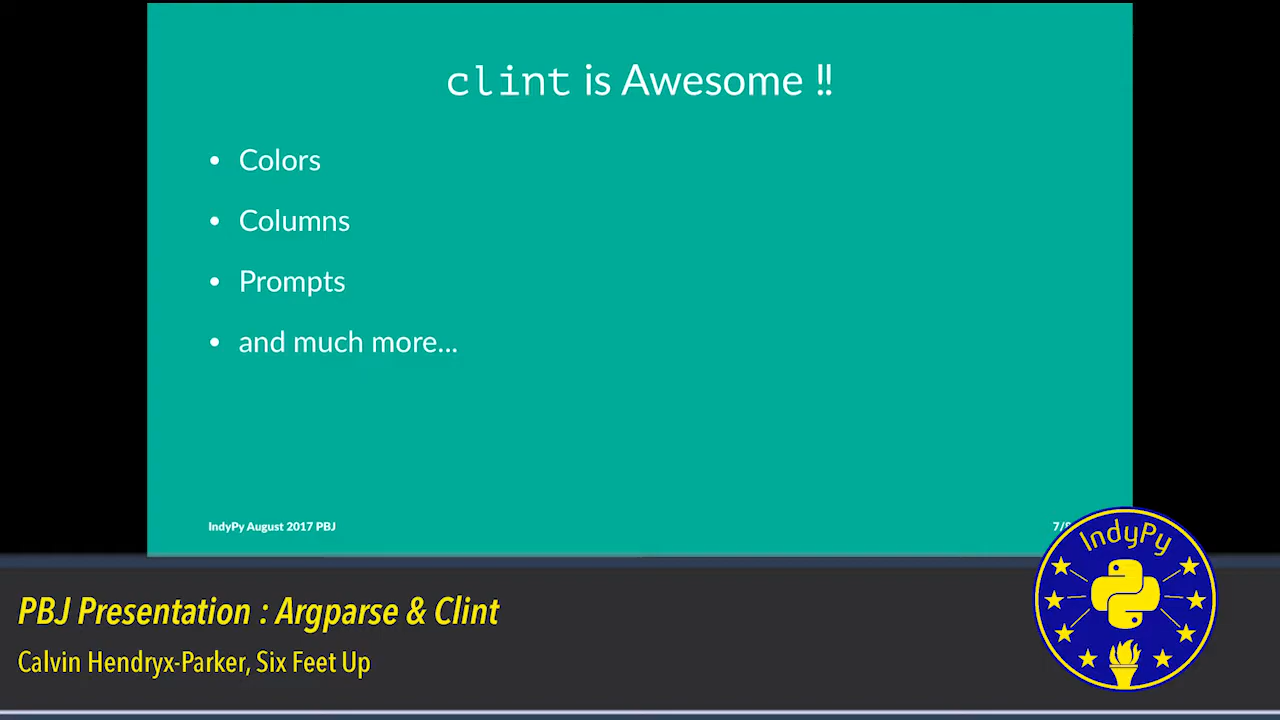 clint is Awesome !!
• Colors
• Columns
• Prompts
• and much more...
IndyPy August 2017 PBJ
7/
IndyPy
PBJ Presentation : Argparse & Clint
Calvin Hendryx-Parker, Six Feet Up